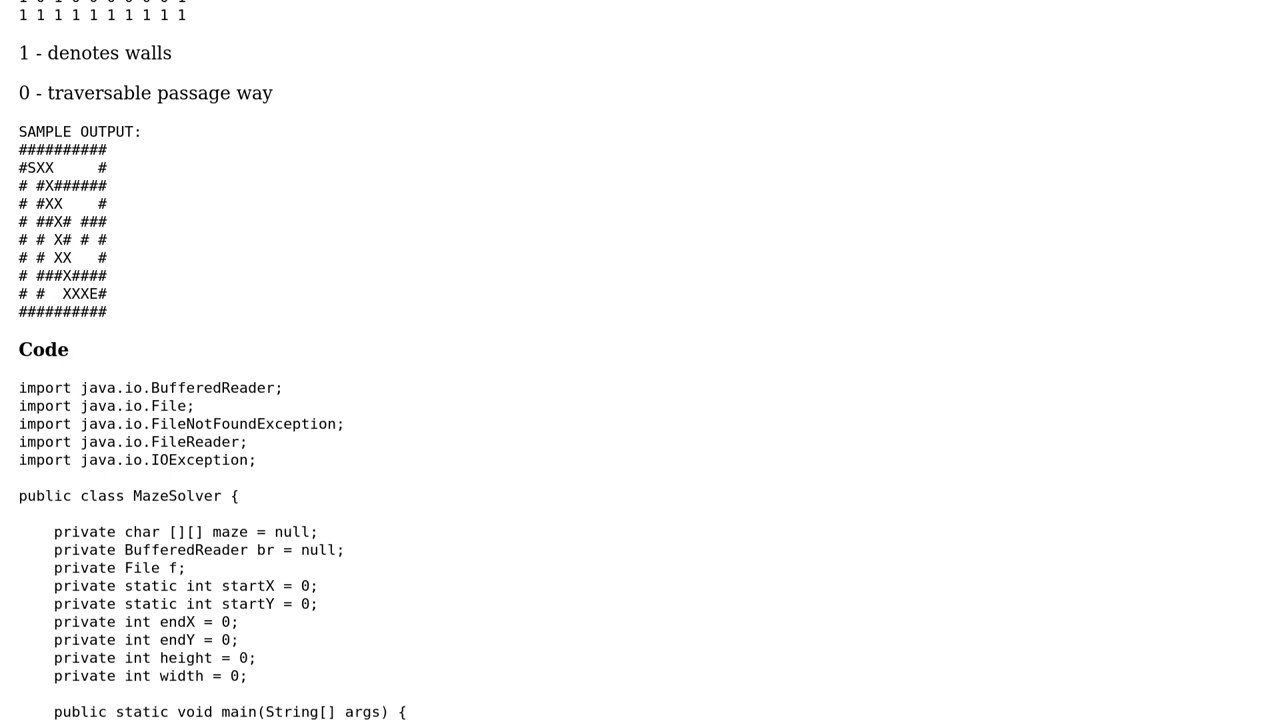 1 1 1 1 1 1 1 1 1 1
1 - denotes walls
0 - traversable passage way
SAMPLE OUTPUT:
##########
#SXX     #
# #X######
# #XX    #
# ##X# ###
# # X# # #
# # XX   #
# ###X####
# #  XXXE#
##########
Code
import java.io.BufferedReader;
import java.io.File;
import java.io.FileNotFoundException;
import java.io.FileReader;
import java.io.IOException;
public class MazeSolver {
    private char [][] maze = null;
    private BufferedReader br = null;
    private File f;
    private static int startX = 0;
    private static int startY = 0;
    private int endX = 0;
    private int endY = 0;
    private int height = 0;
    private int width = 0;
    public static void main(String[] args) {